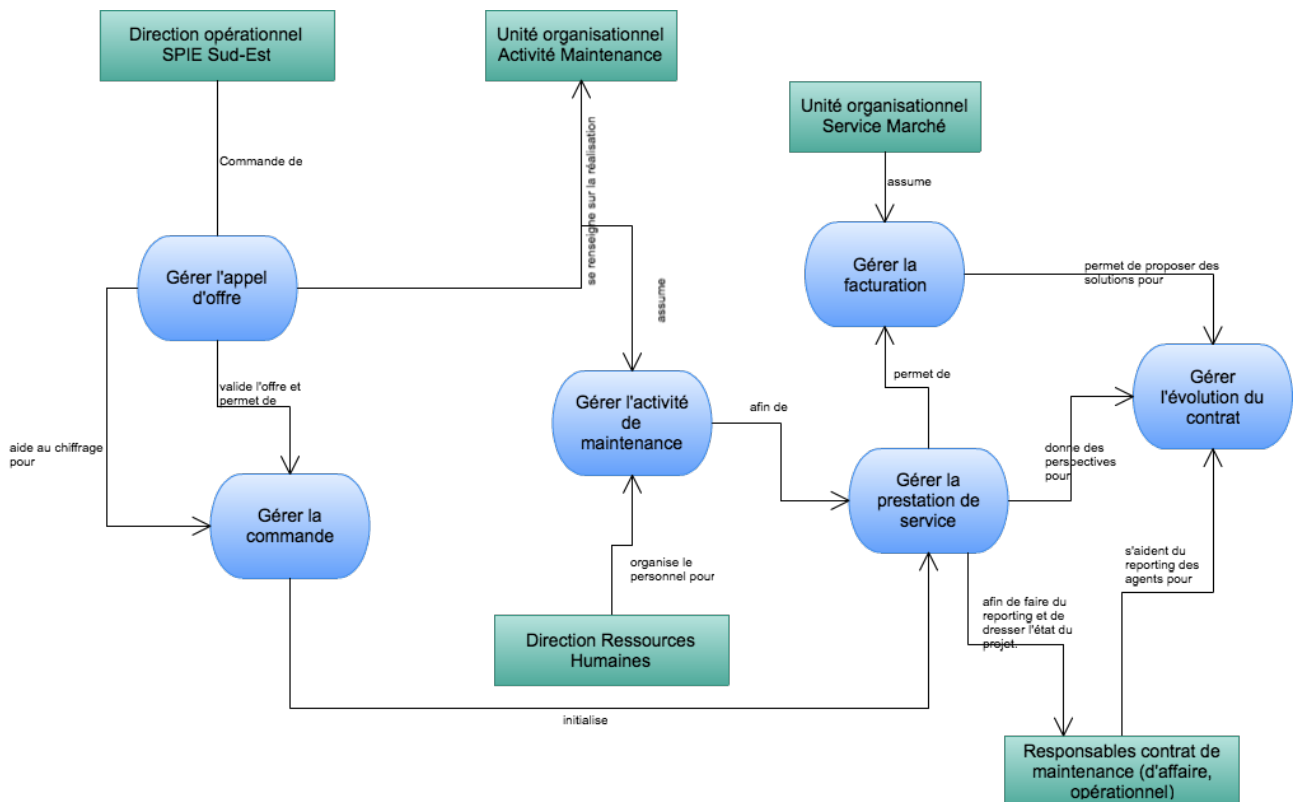 Direction opérationnel
SPIE Sud-Est
Unité organisationnel
Activité Maintenance
Unité organisationnel
Service Marché
Commande de
se renseigne sur la réalisation
assume
assume
Gérer l'appel
d'offre
Gérer la
facturation
permet de proposer des
solutions pour
valide l'offre et
permet de
Gérer l'activité
de
maintenance
afin de
permet de
Gérer
l'évolution du
contrat
aide au chiffrage
pour
donne des
perspectives
pour
Gérer la
commande
Gérer la
prestation de
service
organise le
personnel pour
s'aident du
reporting des
agents pour
afin de faire du
reporting et de
dresser l'état du
projet.
Direction Ressources
Humaines
initialise
Responsables contrat de
maintenance (d'affaire,
opérationnel)